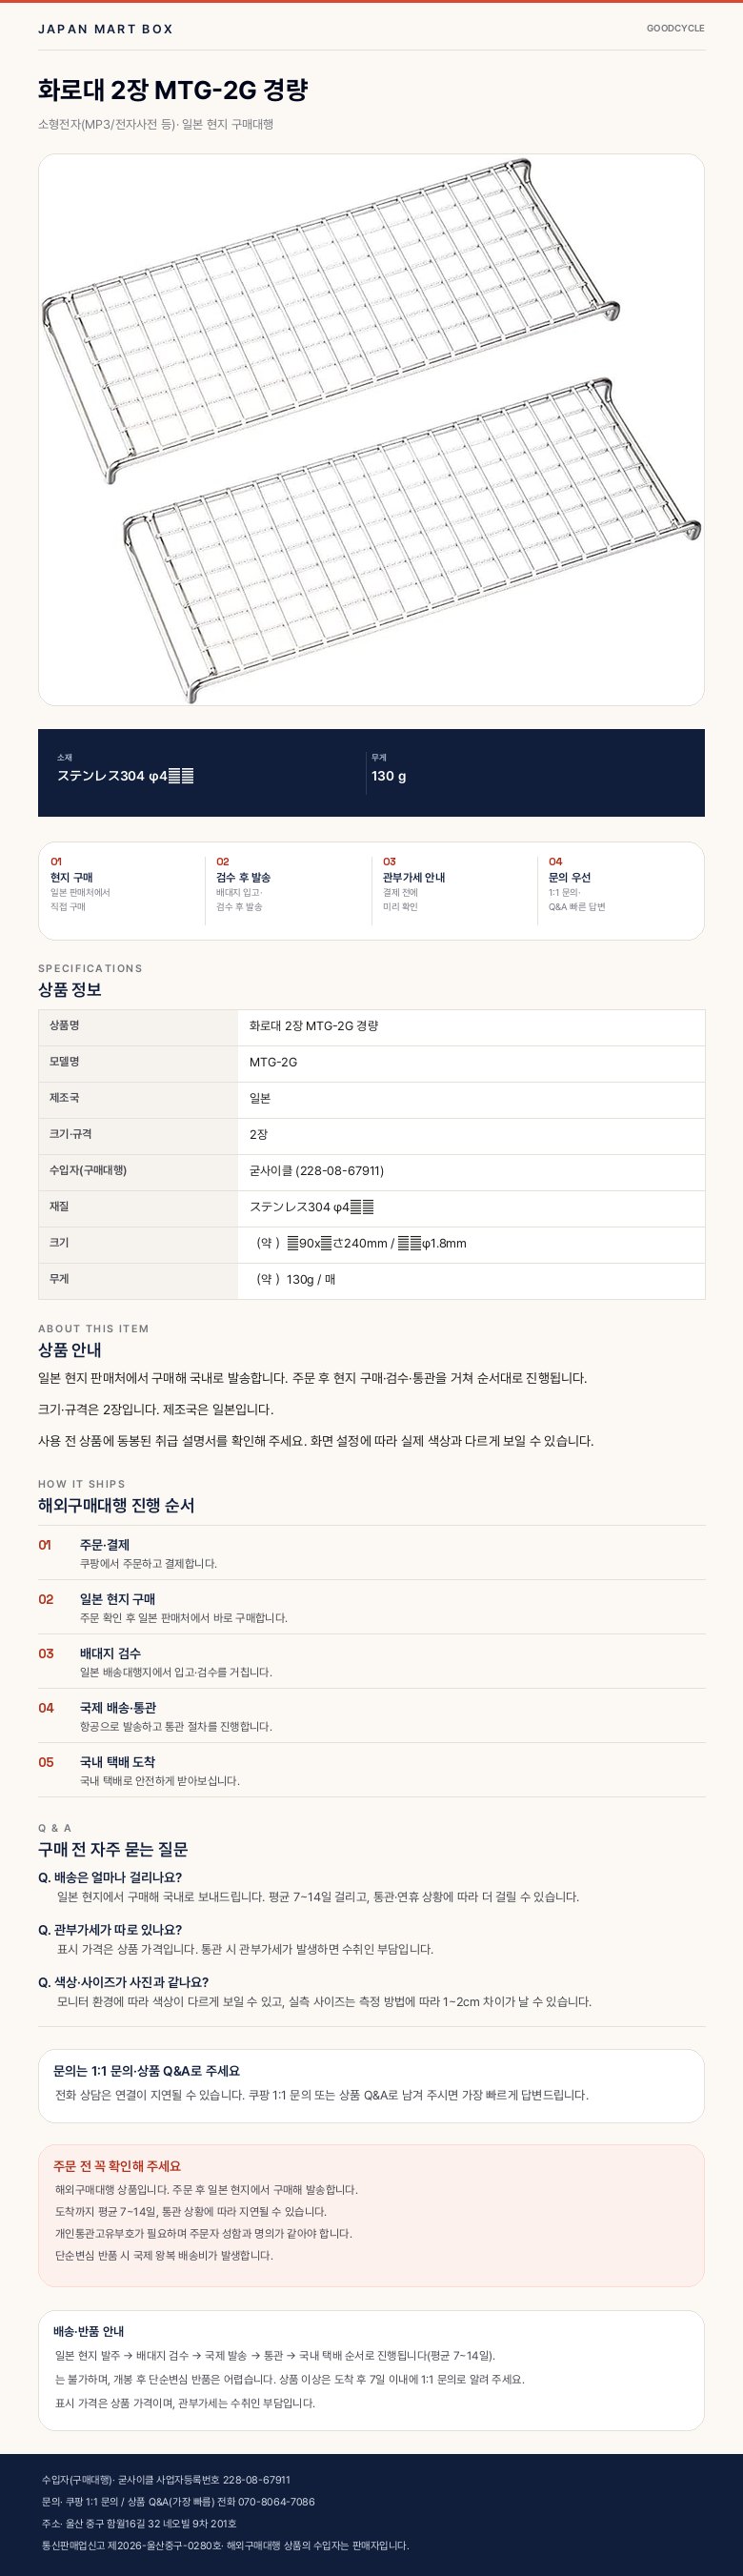 JAPAN MART BOX
GOODCYCLE
화로대 2장 MTG-2G 경량
소형전자(MP3/전자사전 등)· 일본 현지 구매대행
소재
ステンレス304 φ4
무게
130 g
01
현지 구매
일본 판매처에서
직접 구매
02
검수 후 발송
배대지 입고·
검수 후 발송
03
관부가세 안내
결제 전에
미리 확인
04
문의 우선
1:1 문의·
Q&A 빠른 답변
SPECIFICATIONS
상품 정보
상품명 화로대 2장 MTG-2G 경량
모델명 MTG-2G
제조국 일본
크기·규격 2장
수입자(구매대행) 굳사이클 (228-08-67911)
재질 ステンレス304 φ4
크기 (약 ) 90x さ240mm / φ1.8mm
무게 (약 ) 130g / 매
ABOUT THIS ITEM
상품 안내
일본 현지 판매처에서 구매해 국내로 발송합니다. 주문 후 현지 구매·검수·통관을 거쳐 순서대로 진행됩니다.
크기·규격은 2장입니다. 제조국은 일본입니다.
사용 전 상품에 동봉된 취급 설명서를 확인해 주세요. 화면 설정에 따라 실제 색상과 다르게 보일 수 있습니다.
HOW IT SHIPS
해외구매대행 진행 순서
01 주문·결제
쿠팡에서 주문하고 결제합니다.
02 일본 현지 구매
주문 확인 후 일본 판매처에서 바로 구매합니다.
03 배대지 검수
일본 배송대행지에서 입고·검수를 거칩니다.
04 국제 배송·통관
항공으로 발송하고 통관 절차를 진행합니다.
05 국내 택배 도착
국내 택배로 안전하게 받아보십니다.
Q & A
구매 전 자주 묻는 질문
Q. 배송은 얼마나 걸리나요?
일본 현지에서 구매해 국내로 보내드립니다. 평균 7~14일 걸리고, 통관·연휴 상황에 따라 더 걸릴 수 있습니다.
Q. 관부가세가 따로 있나요?
표시 가격은 상품 가격입니다. 통관 시 관부가세가 발생하면 수취인 부담입니다.
Q. 색상·사이즈가 사진과 같나요?
모니터 환경에 따라 색상이 다르게 보일 수 있고, 실측 사이즈는 측정 방법에 따라 1~2cm 차이가 날 수 있습니다.
문의는 1:1 문의·상품 Q&A로 주세요
전화 상담은 연결이 지연될 수 있습니다. 쿠팡 1:1 문의 또는 상품 Q&A로 남겨 주시면 가장 빠르게 답변드립니다.
주문 전 꼭 확인해 주세요
해외구매대행 상품입니다. 주문 후 일본 현지에서 구매해 발송합니다.
도착까지 평균 7~14일, 통관 상황에 따라 지연될 수 있습니다.
개인통관고유부호가 필요하며 주문자 성함과 명의가 같아야 합니다.
단순변심 반품 시 국제 왕복 배송비가 발생합니다.
배송·반품 안내
일본 현지 발주 → 배대지 검수 → 국제 발송 → 통관 → 국내 택배 순서로 진행됩니다(평균 7~14일).
는 불가하며, 개봉 후 단순변심 반품은 어렵습니다. 상품 이상은 도착 후 7일 이내에 1:1 문의로 알려 주세요.
표시 가격은 상품 가격이며, 관부가세는 수취인 부담입니다.
수입자(구매대행)· 굳사이클 사업자등록번호 228-08-67911
문의· 쿠팡 1:1 문의 / 상품 Q&A(가장 빠름) 전화 070-8064-7086
주소· 울산 중구 함월16길 32 네오빌 9차 201호
통신판매업신고 제2026-울산중구-0280호· 해외구매대행 상품의 수입자는 판매자입니다.